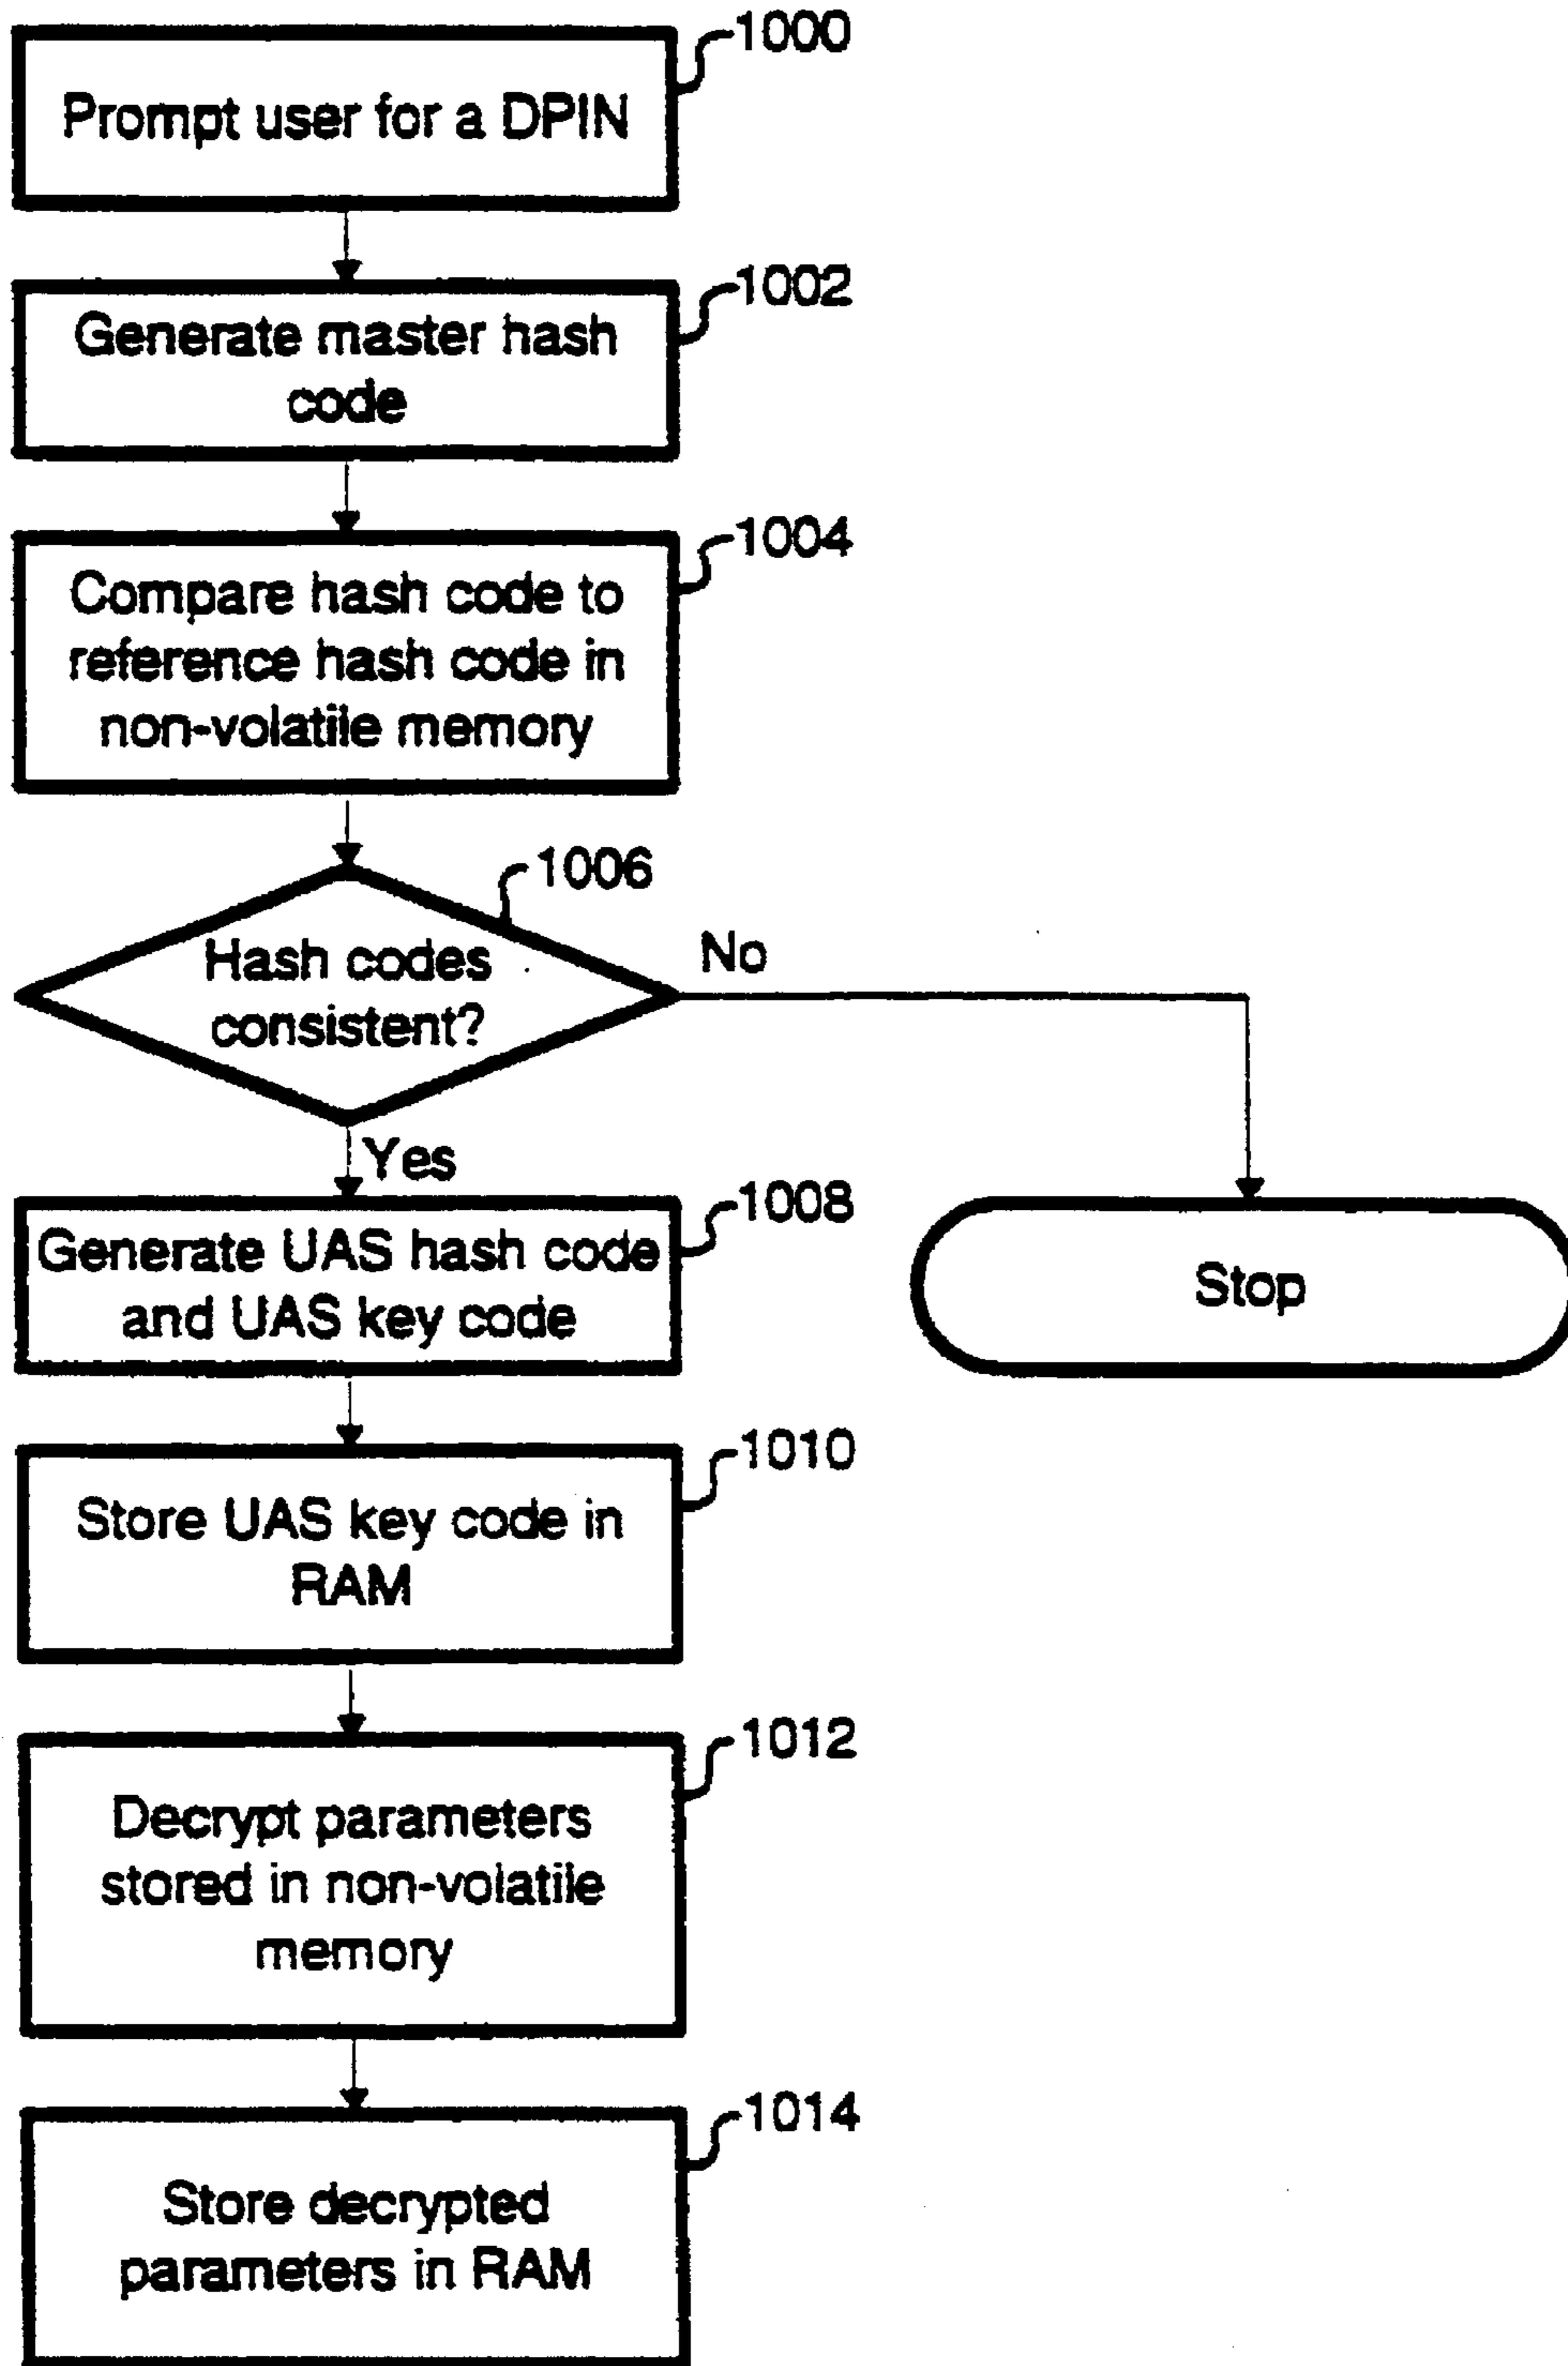 1000
Prompt user for a DPIN
1002
Generate master hash
code
1004
Compare hash code to
reference hash code in
non-volatile memory
1006
Hash codes
consistent?
No
Yes
1008
Generate UAS hash code
and UAS key code
Stop
1010
Store UAS key code in
RAM
1012
Decrypt parameters
stored in non-volatile
memory
1014
Store decrypted
parameters in RAM